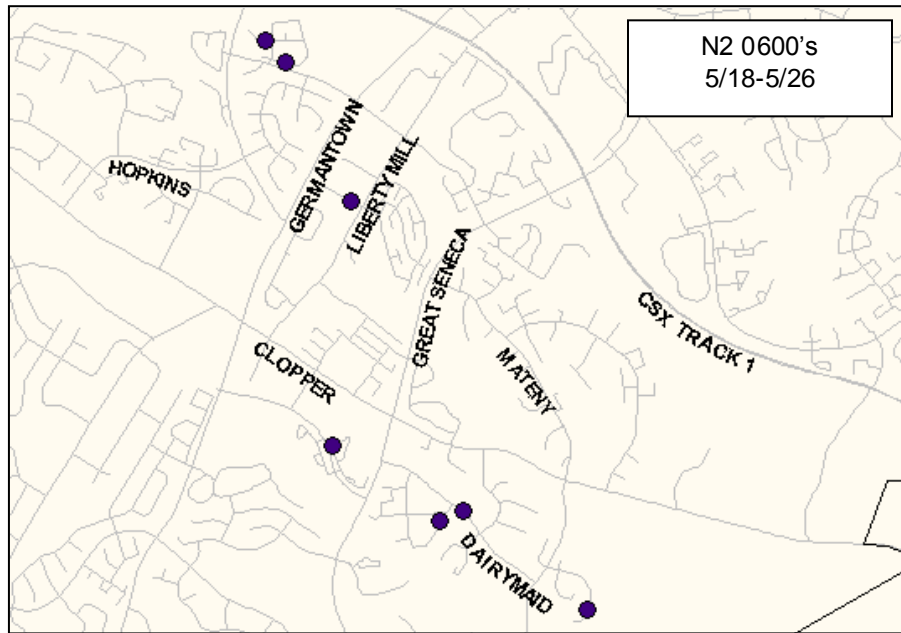 N2 0600's
5/18-5/26
HOPKINS
GERMANTOWN
LIBERTY MILL
GREAT SENECA
CSX TRACK 1
CLOPPER
MATENY
DAIRYMAID